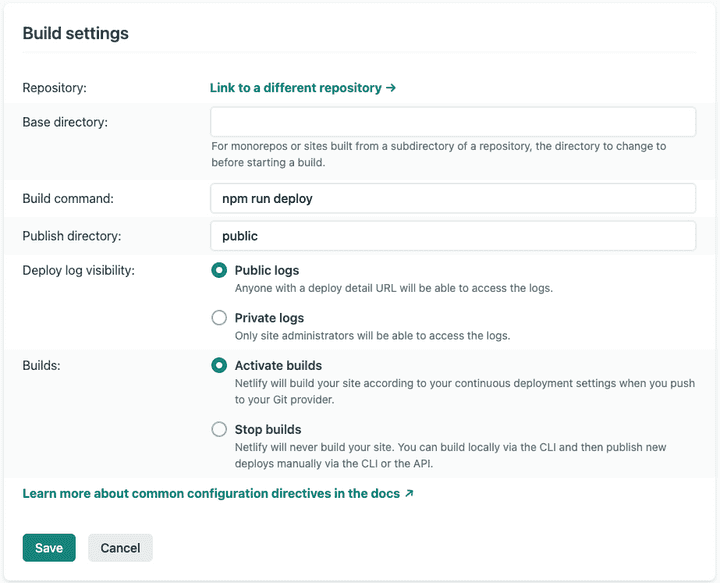 Build settings
Repository:
Link to a different repository →
Base directory:
For monorepos or sites built from a subdirectory of a repository, the directory to change to
before starting a build.
Build command:
npm run deploy
Publish directory:
public
Deploy log visibility:
Public logs
Anyone with a deploy detail URL will be able to access the logs.
Private logs
Only site administrators will be able to access the logs.
Builds:
Activate builds
Netlify will build your site according to your continuous deployment settings when you push
to your Git provider.
Stop builds
Netlify will never build your site. You can build locally via the CLI and then publish new
deploys manually via the CLI or the API.
Learn more about common configuration directives in the docs ↗
Save
Cancel